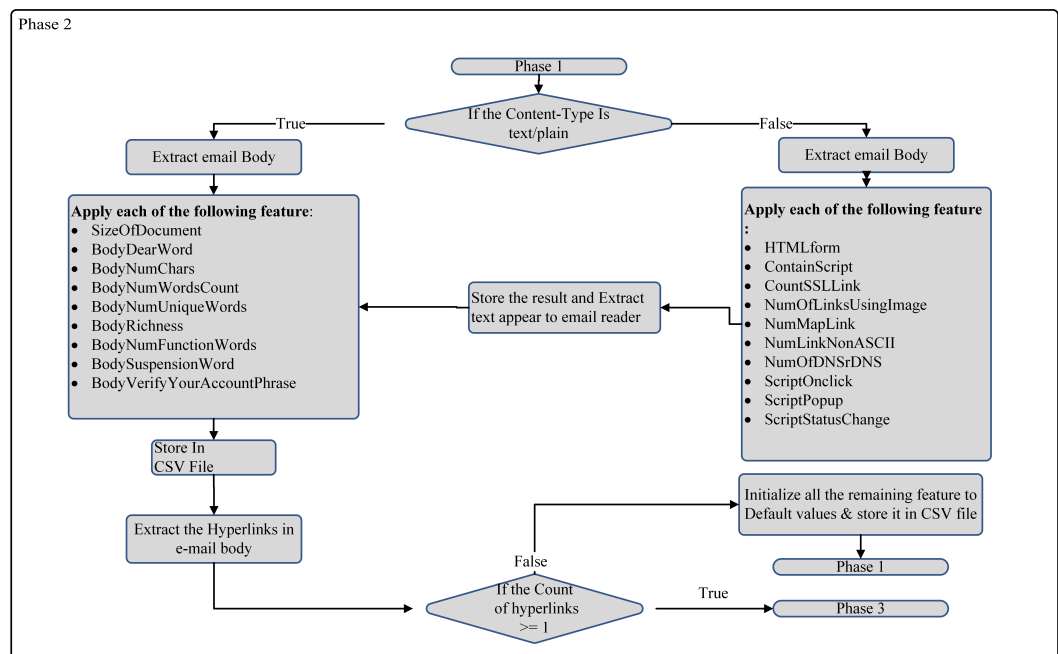 Phase 2
Phase 1
If the Content-Type Is
text/plain
True
False
Extract email Body
Extract email Body
Apply each of the following feature:
• SizeOfDocument
• BodyDearWord
• BodyNumChars
• BodyNumWordsCount
• BodyNumUniqueWords
• BodyRichness
• BodyNumFunctionWords
• BodySuspensionWord
• BodyVerifyYourAccountPhrase
Store the result and Extract
text appear to email reader
Apply each of the following feature
:
• HTMLform
• ContainScript
• CountSSLLink
• NumOfLinksUsingImage
• NumMapLink
• NumLinkNonASCII
• NumOfDNSrDNS
• ScriptOnclick
• ScriptPopup
• ScriptStatusChange
Store In
CSV File
Extract the Hyperlinks in
e-mail body
Initialize all the remaining feature to
Default values & store it in CSV file
False
Phase 1
If the Count
of hyperlinks
>= 1
True
Phase 3